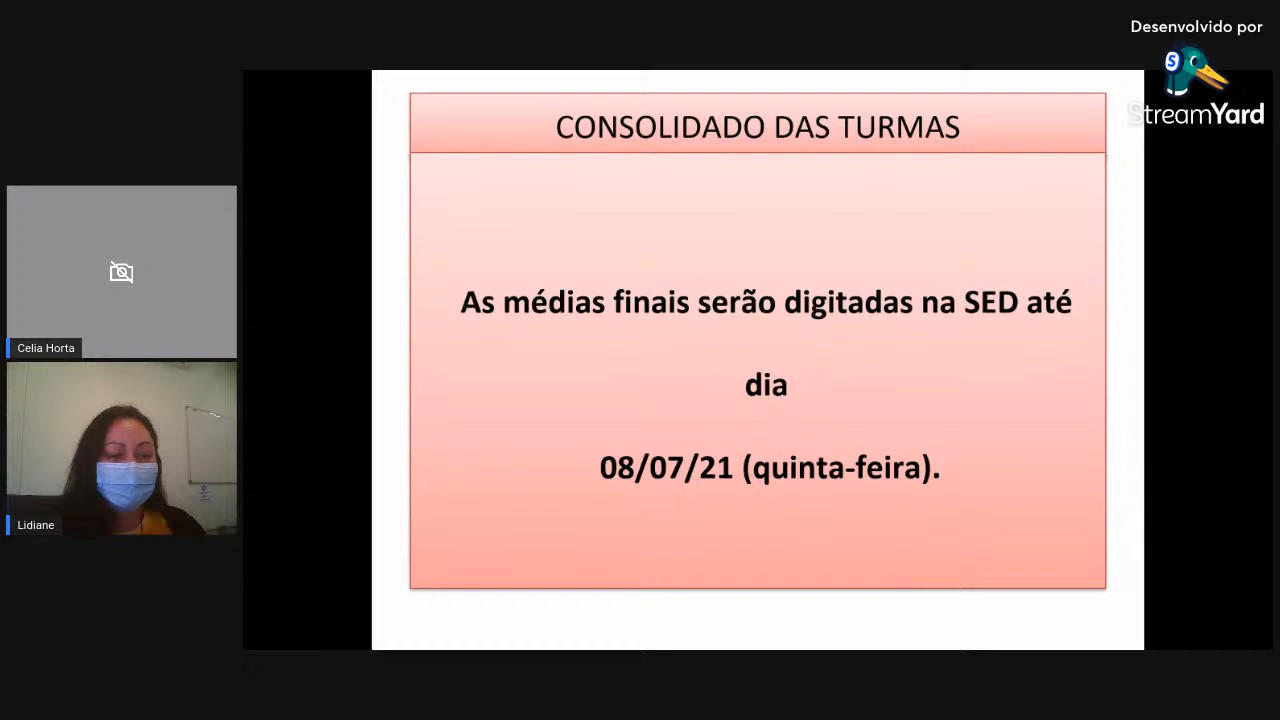 Desenvolvido por
StreamYard
CONSOLIDADO DAS TURMAS
As médias finais serão digitadas na SED até
dia
08/07/21 (quinta-feira).
Celia Horta
Lidiane